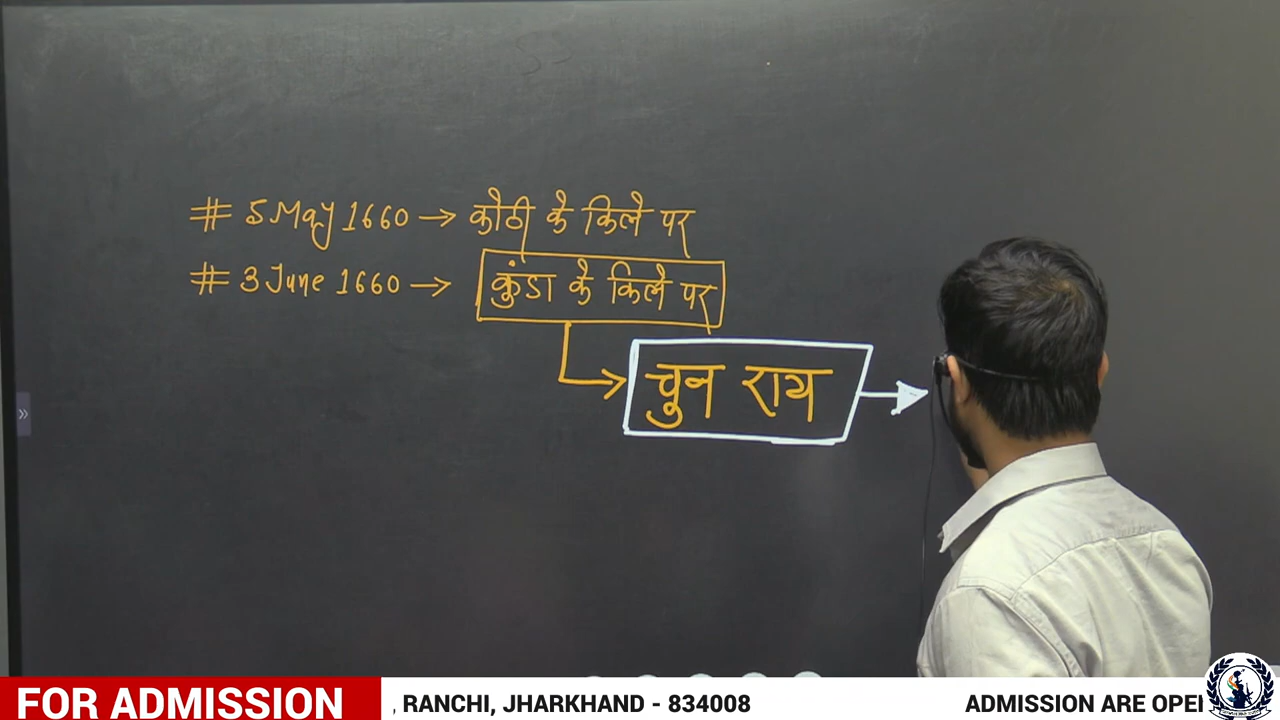 # 5 May 1660 → कोठी के किले पर
# 3 June 1660 → कुंडा के किले पर
चुन राय
»
FOR ADMISSION
, RANCHI, JHARKHAND - 834008
ADMISSION ARE OPE